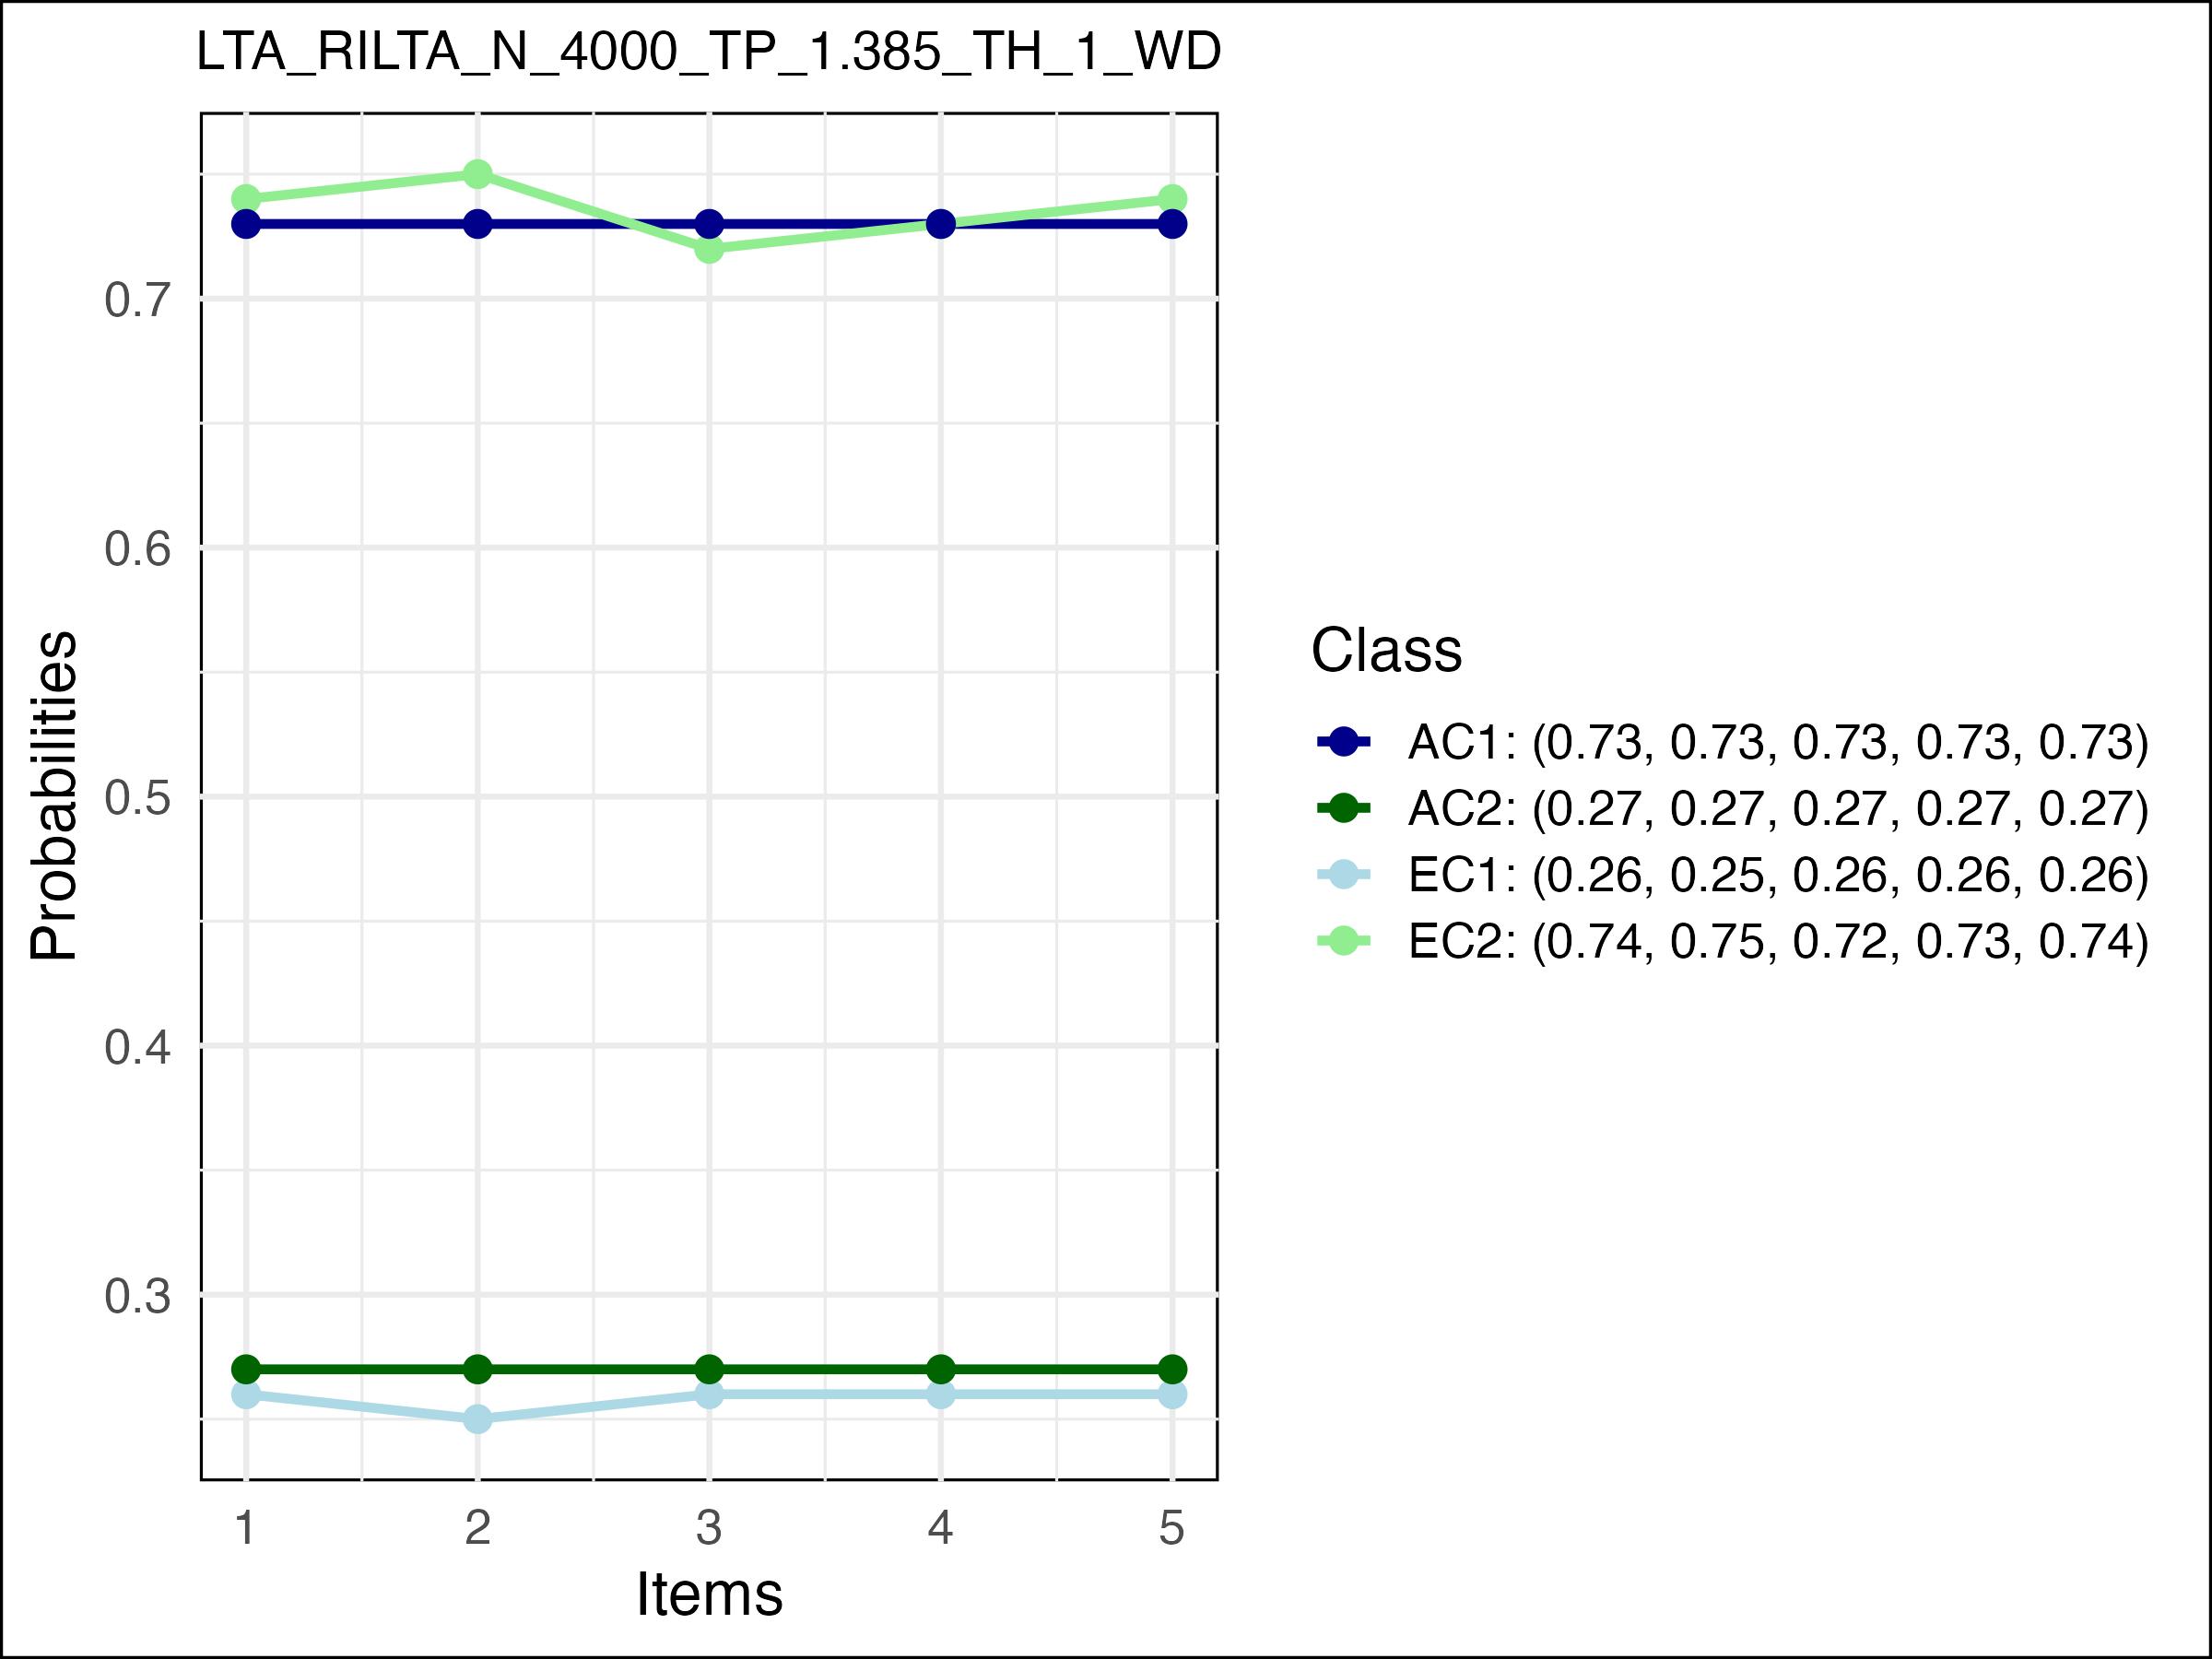 LTA_RILTA_N_4000_TP_1.385_TH_1_WD
Probabilities
0.7
0.6
0.5
0.4
0.3
1 2 3 4 5
Items
Class
AC1: (0.73, 0.73, 0.73, 0.73, 0.73)
AC2: (0.27, 0.27, 0.27, 0.27, 0.27)
EC1: (0.26, 0.25, 0.26, 0.26, 0.26)
EC2: (0.74, 0.75, 0.72, 0.73, 0.74)